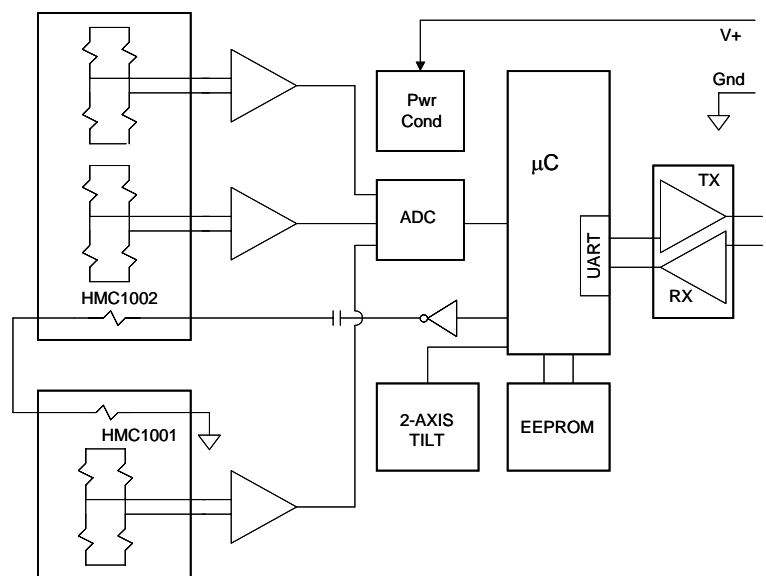 V+
Gnd
Pwr
Cond
μC
TX
ADC
UART
RX
HMC1002
HMC1001
2-AXIS
TILT
EEPROM